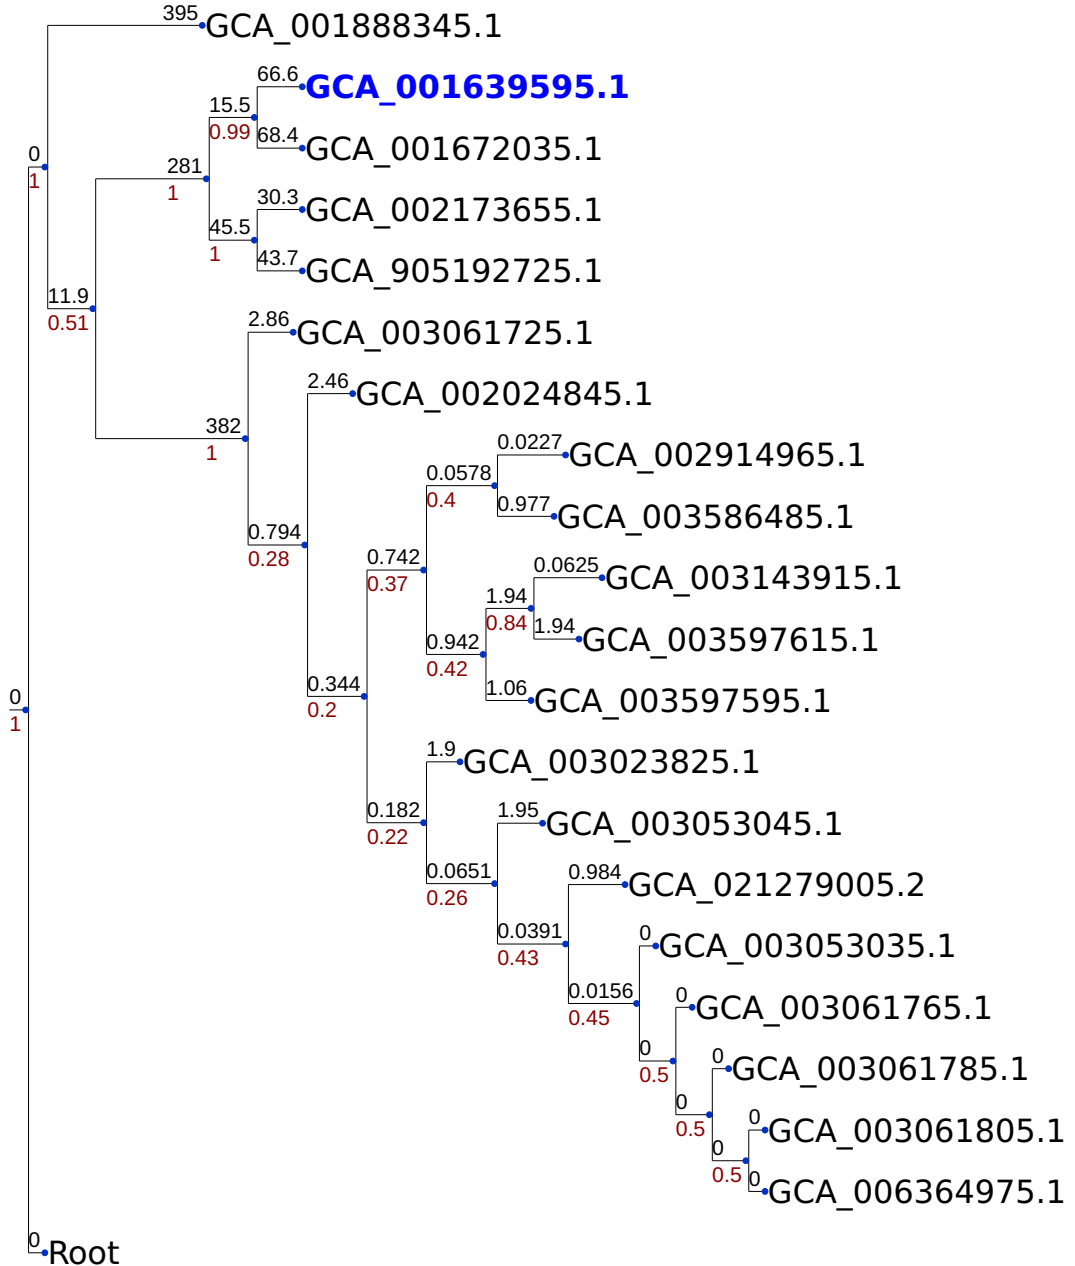 395
GCA_001888345.1
66.6
GCA_001639595.1
15.5
0.99
68.4
GCA_001672035.1
0
1
281
1
30.3
GCA_002173655.1
45.5
1
43.7
GCA_905192725.1
11.9
0.51
2.86
GCA_003061725.1
2.46
GCA_002024845.1
382
1
0.0227
GCA_002914965.1
0.0578
0.4
0.977
GCA_003586485.1
0.794
0.28
0.742
0.37
0.0625
GCA_003143915.1
1.94
0.84
1.94
GCA_003597615.1
0.942
0.42
0.344
0.2
1.06
GCA_003597595.1
0
1
1.9
GCA_003023825.1
0.182
0.22
1.95
GCA_003053045.1
0.0651
0.26
0.984
GCA_021279005.2
0.0391
0.43
0
GCA_003053035.1
0.0156
0.45
0
GCA_003061765.1
0
0.5
0
GCA_003061785.1
0
0.5
0
GCA_003061805.1
0
0.5
0
GCA_006364975.1
0
Root